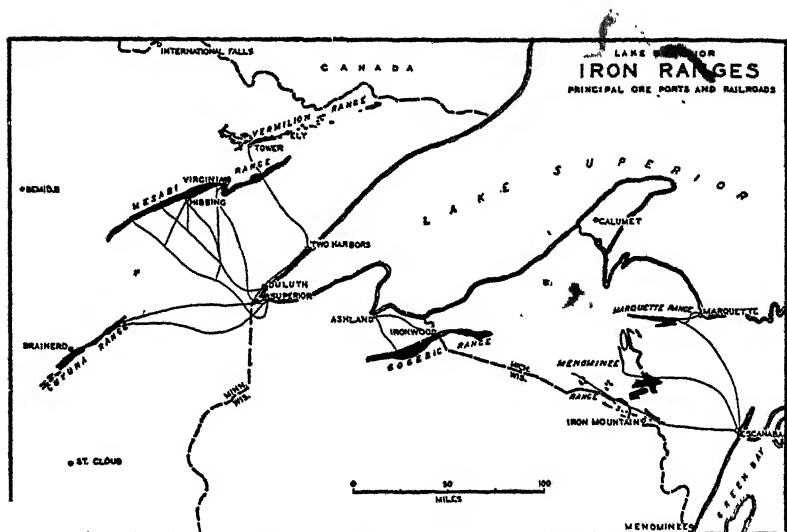 LAKE SUPERIOR
IRON RANGES
PRINCIPAL ORE PORTS AND RAILROADS
INTERNATIONAL FALLS
CANADA
VERMILION RANGE
ELY
TOWER
MESABI RANGE
VIRGINIA
HIBBING
BEMIDJI
LAKE SUPERIOR
CALUMET
TWO HARBORS
DULUTH
SUPERIOR
ASHLAND
IRONWOOD
GOGEBIC RANGE
MARQUETTE RANGE
MARQUETTE
BRAINERD
CUYUNA RANGE
MINN
WIS.
MICH
WIS.
MENOMINEE
RANGE
IRON MOUNTAIN
ESCANABA
ST. CLOUD
0 50 100
MILES
GREEN BAY
MENOMINEE